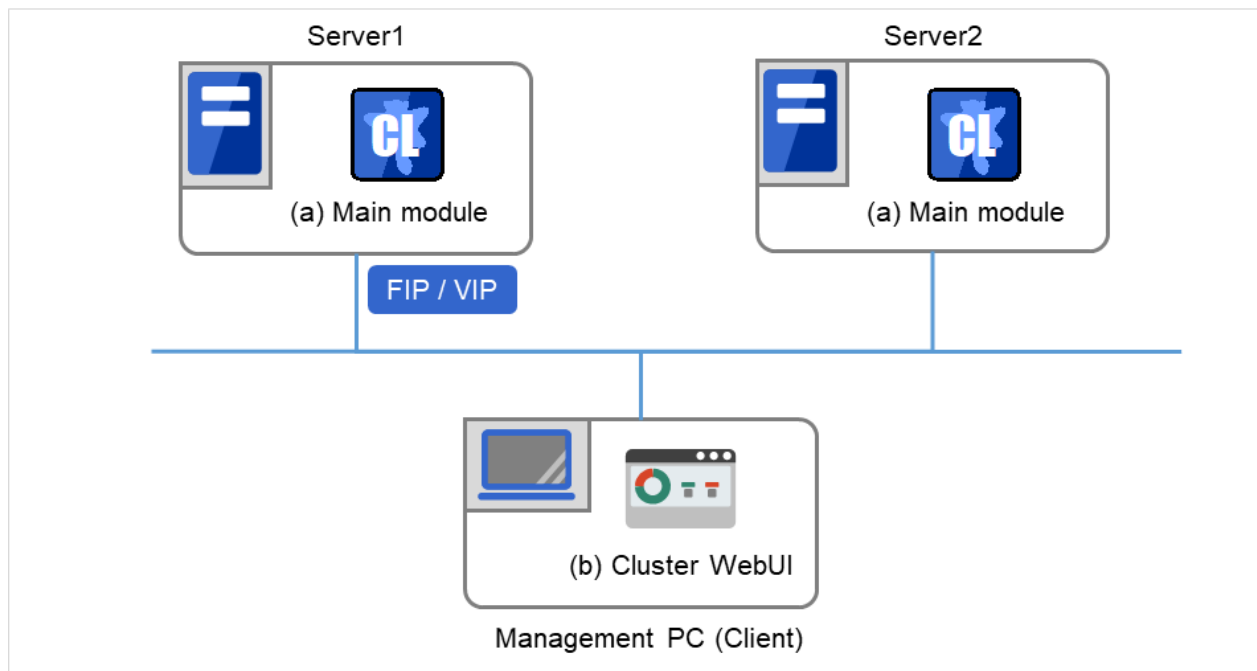 Server1
Server2
CL
CL
(a) Main module
(a) Main module
FIP / VIP
(b) Cluster WebUI
Management PC (Client)